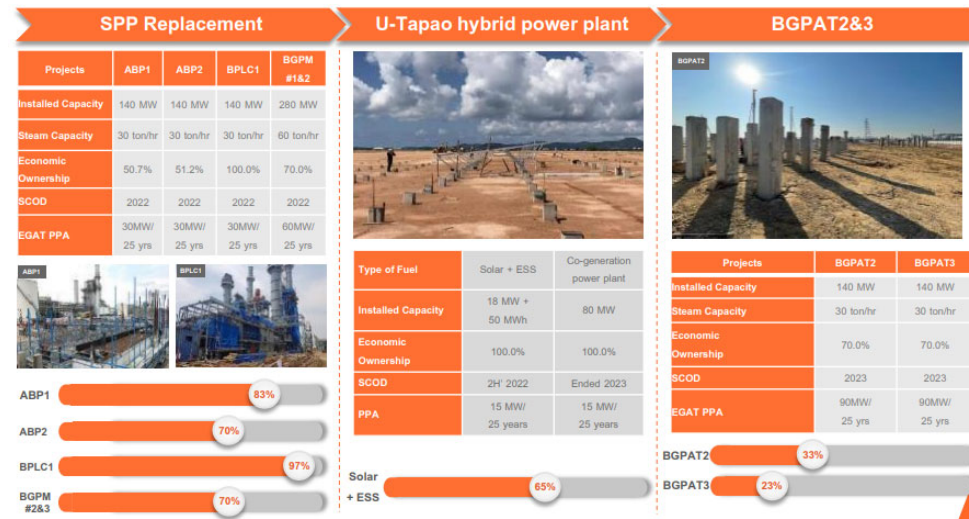 SPP Replacement
U-Tapao hybrid power plant
BGPAT2&3
Projects ABP1 ABP2 BPLC1 BGPM #1&2
Installed Capacity 140 MW 140 MW 140 MW 280 MW
Steam Capacity 30 ton/hr 30 ton/hr 30 ton/hr 60 ton/hr
Economic Ownership 50.7% 51.2% 100.0% 70.0%
SCOD 2022 2022 2022 2022
EGAT PPA 30MW/ 25 yrs 30MW/ 25 yrs 30MW/ 25 yrs 60MW/ 25 yrs
ABP1
BPLC1
ABP1 83%
ABP2 70%
BPLC1 97%
BGPM #2&3 70%
Type of Fuel Solar + ESS Co-generation power plant
Installed Capacity 18 MW + 50 MWh 80 MW
Economic Ownership 100.0% 100.0%
SCOD 2H' 2022 Ended 2023
PPA 15 MW/ 25 years 15 MW/ 25 years
Solar + ESS 65%
BGPAT2
Projects BGPAT2 BGPAT3
Installed Capacity 140 MW 140 MW
Steam Capacity 30 ton/hr 30 ton/hr
Economic Ownership 70.0% 70.0%
SCOD 2023 2023
EGAT PPA 90MW/ 25 yrs 90MW/ 25 yrs
BGPAT2 33%
BGPAT3 23%